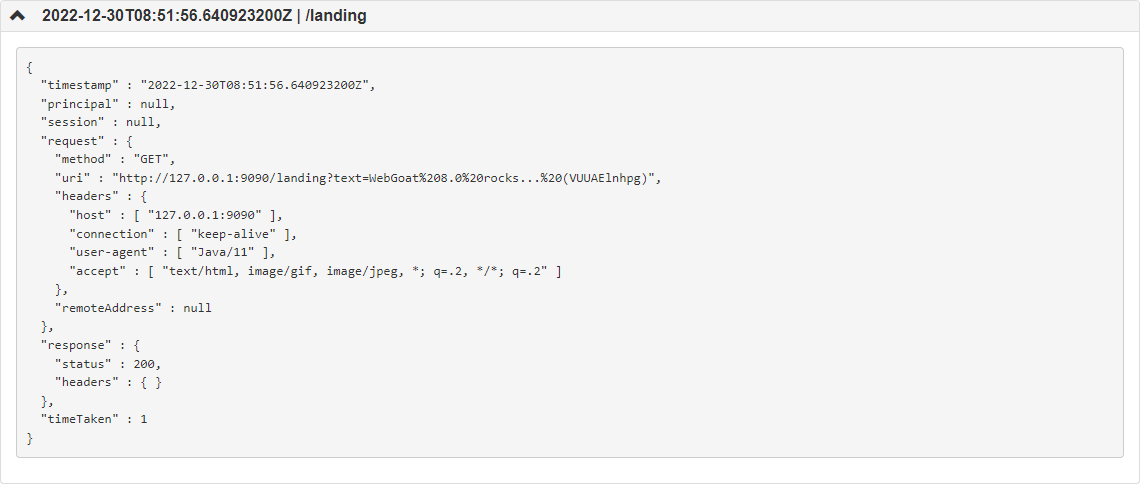 2022-12-30T08:51:56.640923200Z | /landing
{
  "timestamp" : "2022-12-30T08:51:56.640923200Z",
  "principal" : null,
  "session" : null,
  "request" : {
    "method" : "GET",
    "uri" : "http://127.0.0.1:9090/landing?text=WebGoat%208.0%20rocks...%20(VUUAElnhpg)",
    "headers" : {
      "host" : [ "127.0.0.1:9090" ],
      "connection" : [ "keep-alive" ],
      "user-agent" : [ "Java/11" ],
      "accept" : [ "text/html, image/gif, image/jpeg, *; q=.2, */*; q=.2" ]
    },
    "remoteAddress" : null
  },
  "response" : {
    "status" : 200,
    "headers" : { }
  },
  "timeTaken" : 1
}